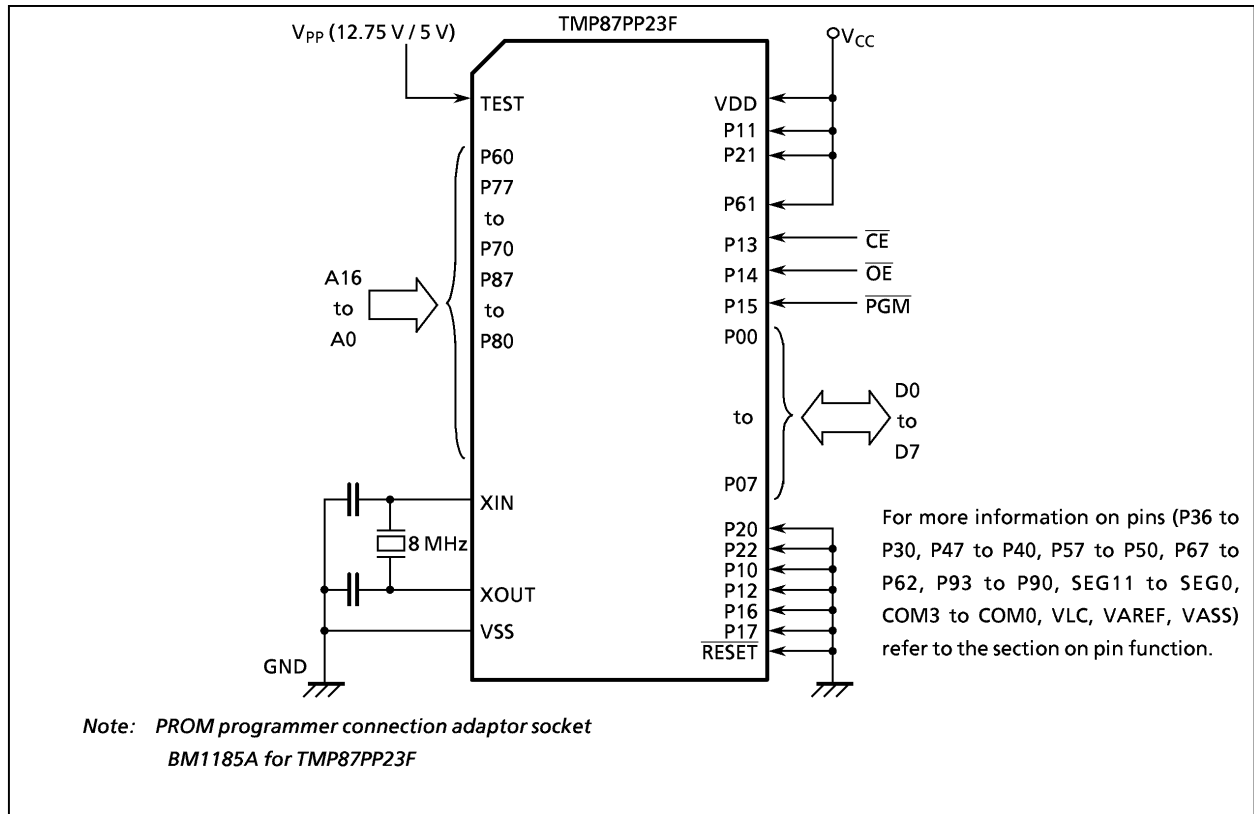 TMP87PP23F
VPP (12.75 V / 5 V)
VCC
TEST
P60
P77
to
P70
P87
to
P80
A16
to
A0
XIN
8 MHz
XOUT
VSS
GND
VDD
P11
P21
P61
P13
CE
P14
OE
P15
PGM
P00
to
P07
D0
to
D7
P20
P22
P10
P12
P16
P17
RESET
For more information on pins (P36 to
P30, P47 to P40, P57 to P50, P67 to
P62, P93 to P90, SEG11 to SEG0,
COM3 to COM0, VLC, VAREF, VASS)
refer to the section on pin function.
Note: PROM programmer connection adaptor socket
BM1185A for TMP87PP23F